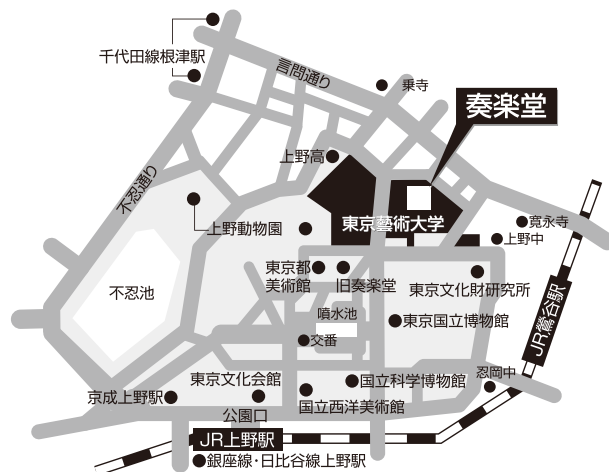 千代田線根津駅
言問通り
乗寺
奏楽堂
上野高
不忍通り
東京藝術大学
寛永寺
上野中
上野動物園
東京都
美術館
旧奏楽堂
東京文化財研究所
不忍池
噴水池
東京国立博物館
JR鶯谷駅
交番
忍岡中
東京文化会館
国立科学博物館
京成上野駅
公園口
国立西洋美術館
JR上野駅
銀座線・日比谷線上野駅